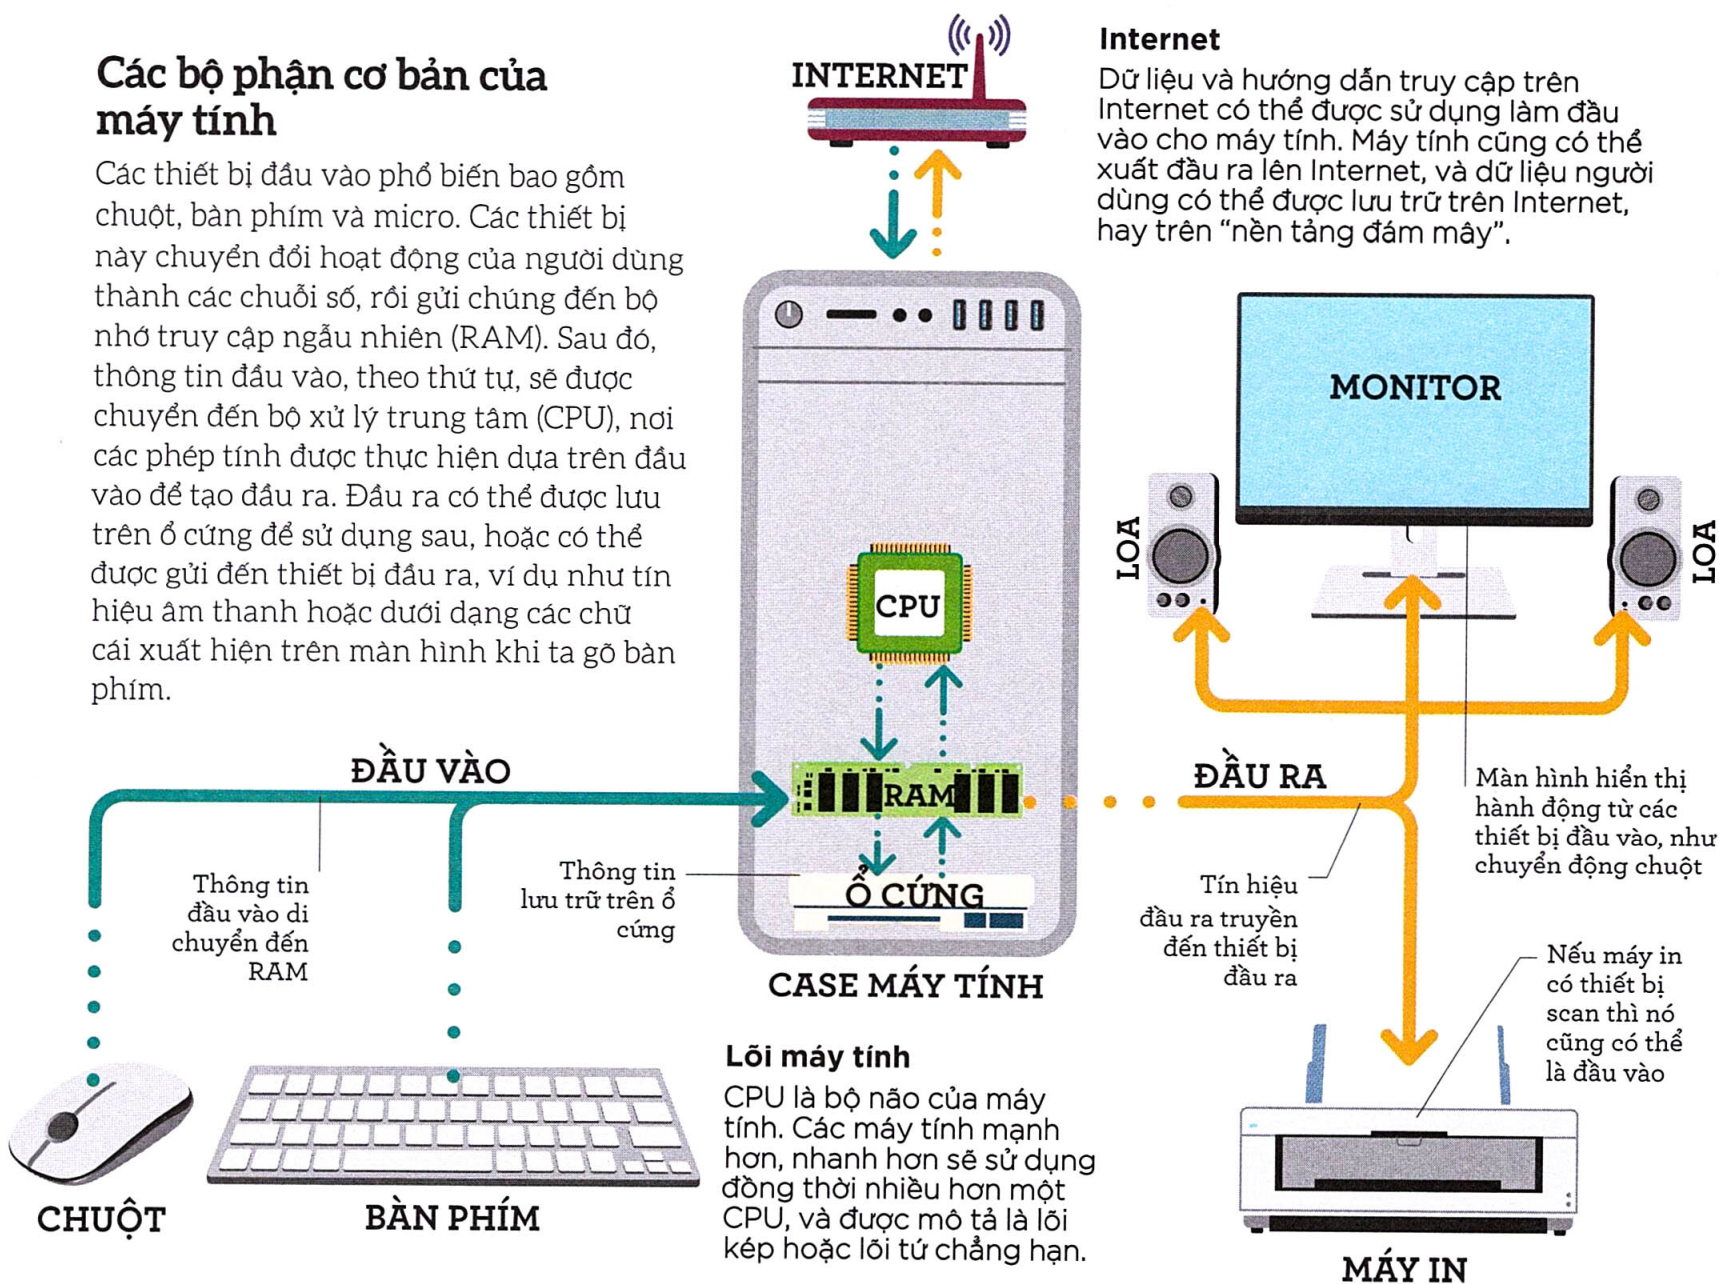 Các bộ phận cơ bản của
máy tính
Các thiết bị đầu vào phổ biến bao gồm
chuột, bàn phím và micro. Các thiết bị
này chuyển đổi hoạt động của người dùng
thành các chuỗi số, rồi gửi chúng đến bộ
nhớ truy cập ngẫu nhiên (RAM). Sau đó,
thông tin đầu vào, theo thứ tự, sẽ được
chuyển đến bộ xử lý trung tâm (CPU), nơi
các phép tính được thực hiện dựa trên đầu
vào để tạo đầu ra. Đầu ra có thể được lưu
trên ổ cứng để sử dụng sau, hoặc có thể
được gửi đến thiết bị đầu ra, ví dụ như tín
hiệu âm thanh hoặc dưới dạng các chữ
cái xuất hiện trên màn hình khi ta gõ bàn
phím.
INTERNET
Internet
Dữ liệu và hướng dẫn truy cập trên
Internet có thể được sử dụng làm đầu
vào cho máy tính. Máy tính cũng có thể
xuất đầu ra lên Internet, và dữ liệu người
dùng có thể được lưu trữ trên Internet,
hay trên “nền tảng đám mây”.
MONITOR
LOA
LOA
CPU
RAM
Ổ CỨNG
CASE MÁY TÍNH
ĐẦU VÀO
Thông tin
đầu vào di
chuyển đến
RAM
Thông tin
lưu trữ trên ổ
cứng
ĐẦU RA
Tín hiệu
đầu ra truyền
đến thiết bị
đầu ra
Màn hình hiển thị
hành động từ các
thiết bị đầu vào, như
chuyển động chuột
Nếu máy in
có thiết bị
scan thì nó
cũng có thể
là đầu vào
CHUỘT
BÀN PHÍM
Lõi máy tính
CPU là bộ não của máy
tính. Các máy tính mạnh
hơn, nhanh hơn sẽ sử dụng
đồng thời nhiều hơn một
CPU, và được mô tả là lõi
kép hoặc lõi tứ chẳng hạn.
MÁY IN